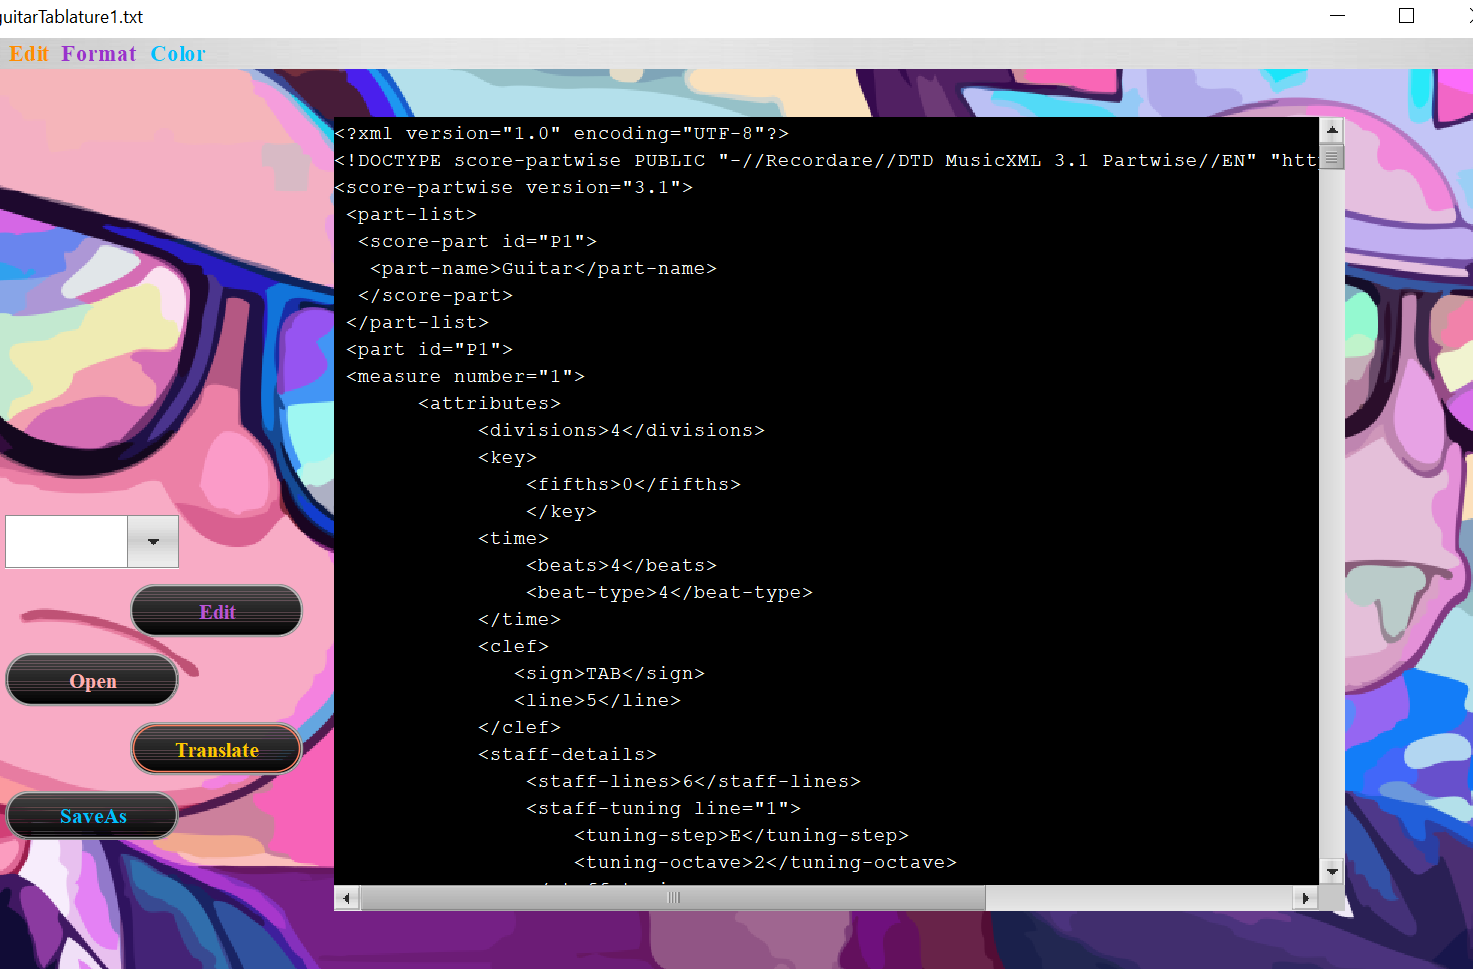 guitarTablature1.txt
Edit Format Color
<?xml version="1.0" encoding="UTF-8"?>
<!DOCTYPE score-partwise PUBLIC "-//Recordare//DTD MusicXML 3.1 Partwise//EN" "htt
<score-partwise version="3.1">
<part-list>
<score-part id="P1">
<part-name>Guitar</part-name>
</score-part>
</part-list>
<part id="P1">
<measure number="1">
<attributes>
<divisions>4</divisions>
<key>
<fifths>0</fifths>
</key>
<time>
<beats>4</beats>
<beat-type>4</beat-type>
</time>
<clef>
<sign>TAB</sign>
<line>5</line>
</clef>
<staff-details>
<staff-lines>6</staff-lines>
<staff-tuning line="1">
<tuning-step>E</tuning-step>
<tuning-octave>2</tuning-octave>
Edit
Open
Translate
SaveAs